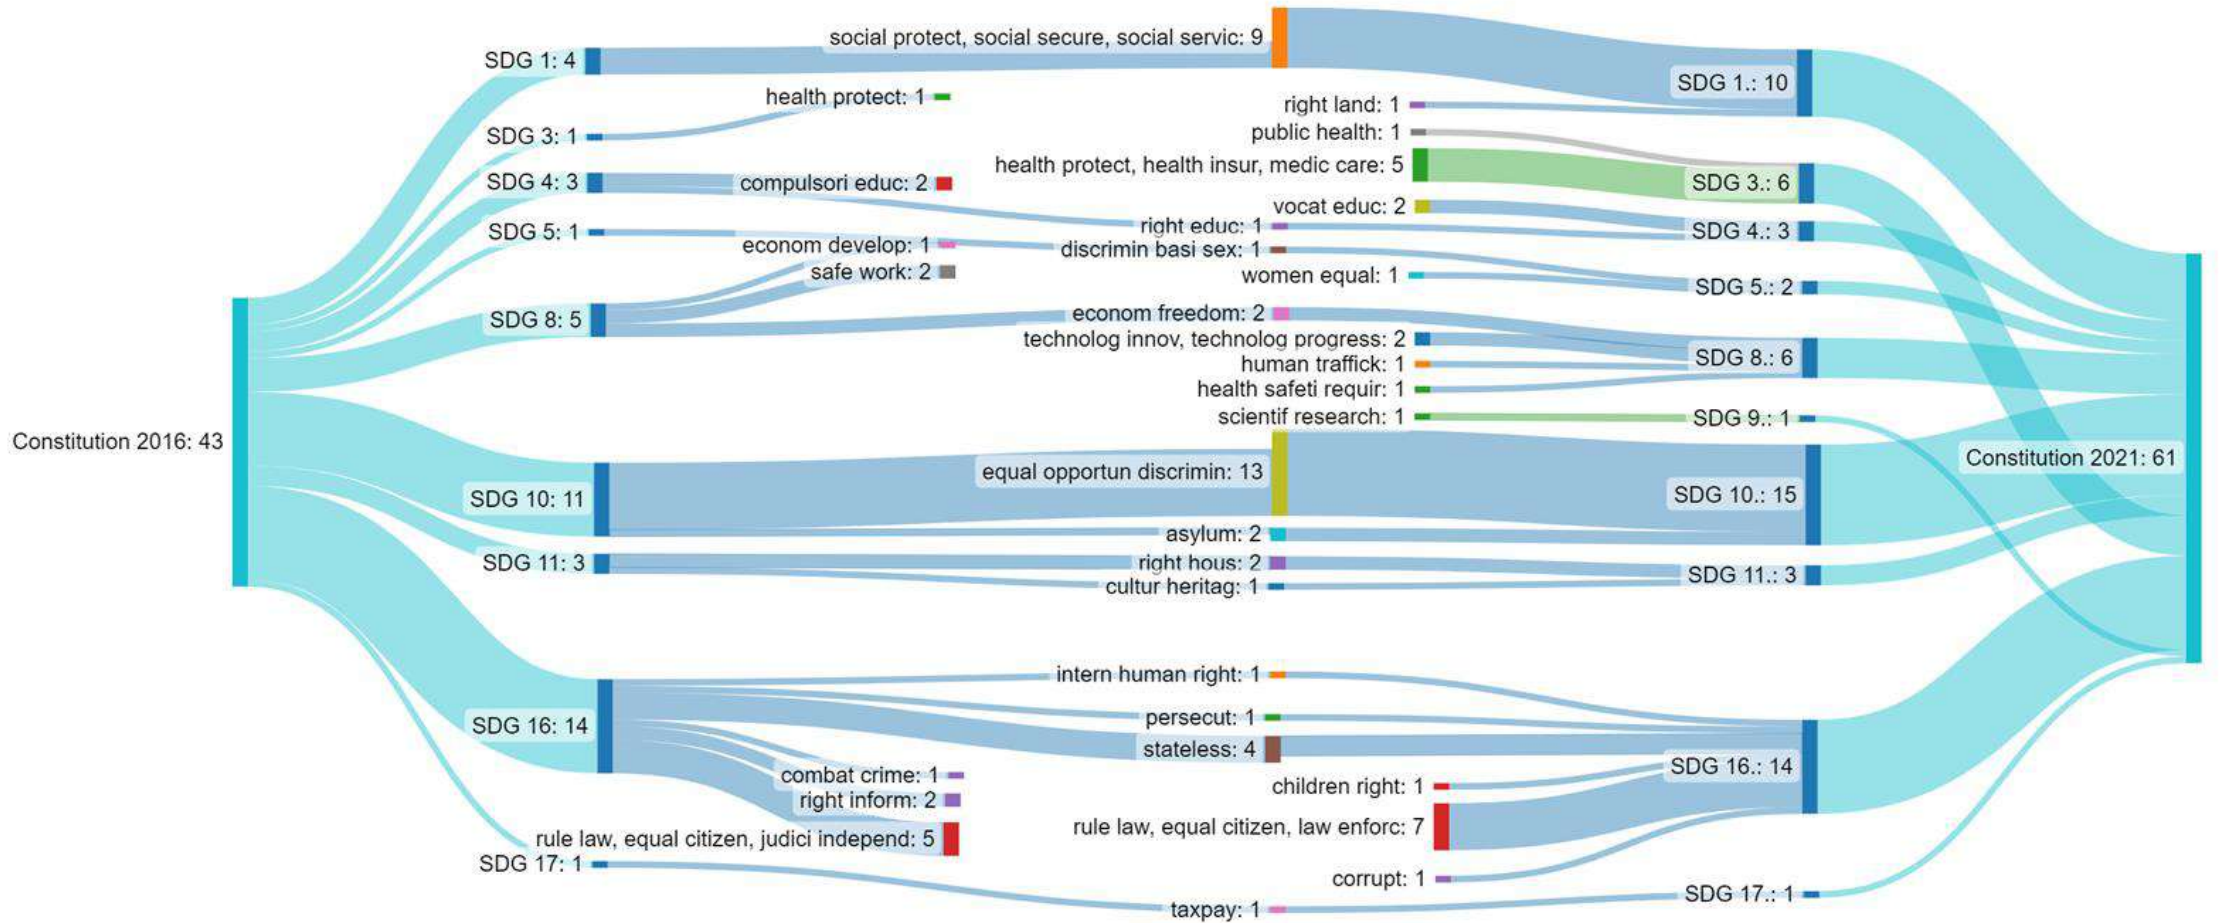 Constitution 2016: 43
SDG 1: 4
SDG 3: 1
SDG 4: 3
SDG 5: 1
SDG 8: 5
SDG 10: 11
SDG 11: 3
SDG 16: 14
SDG 17: 1
health protect: 1
compulsori educ: 2
econom develop: 1
safe work: 2
combat crime: 1
right inform: 2
rule law, equal citizen, judici independ: 5
social protect, social secure, social servic: 9
right educ: 1
discrimin basi sex: 1
econom freedom: 2
equal opportun discrimin: 13
asylum: 2
right hous: 2
cultur heritag: 1
intern human right: 1
persecut: 1
stateless: 4
taxpay: 1
right land: 1
public health: 1
health protect, health insur, medic care: 5
vocat educ: 2
women equal: 1
technolog innov, technolog progress: 2
human traffick: 1
health safeti requir: 1
scientif research: 1
children right: 1
rule law, equal citizen, law enforc: 7
corrupt: 1
SDG 1.: 10
SDG 3.: 6
SDG 4.: 3
SDG 5.: 2
SDG 8.: 6
SDG 9.: 1
SDG 10.: 15
SDG 11.: 3
SDG 16.: 14
SDG 17.: 1
Constitution 2021: 61